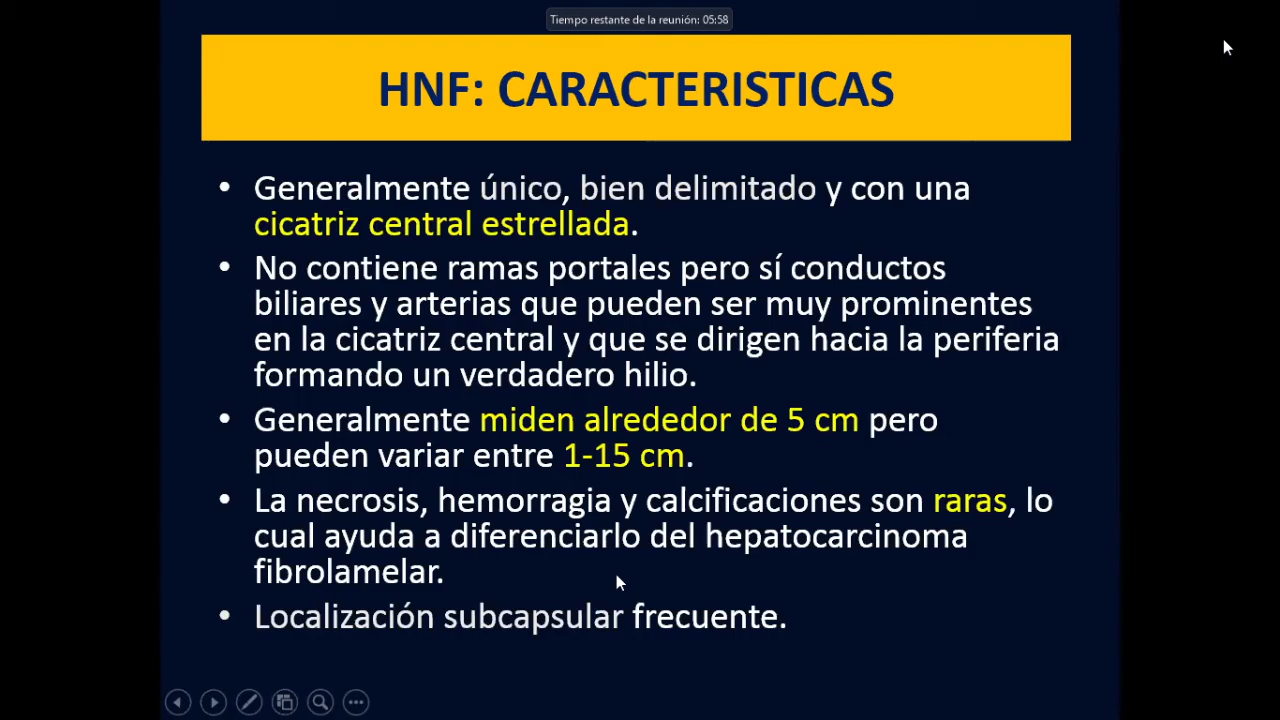 Tiempo restante de la reunión: 05:58
HNF: CARACTERISTICAS
• Generalmente único, bien delimitado y con una
cicatriz central estrellada.
• No contiene ramas portales pero sí conductos
biliares y arterias que pueden ser muy prominentes
en la cicatriz central y que se dirigen hacia la periferia
formando un verdadero hilio.
• Generalmente miden alrededor de 5 cm pero
pueden variar entre 1-15 cm.
• La necrosis, hemorragia y calcificaciones son raras, lo
cual ayuda a diferenciarlo del hepatocarcinoma
fibrolamelar.
• Localización subcapsular frecuente.